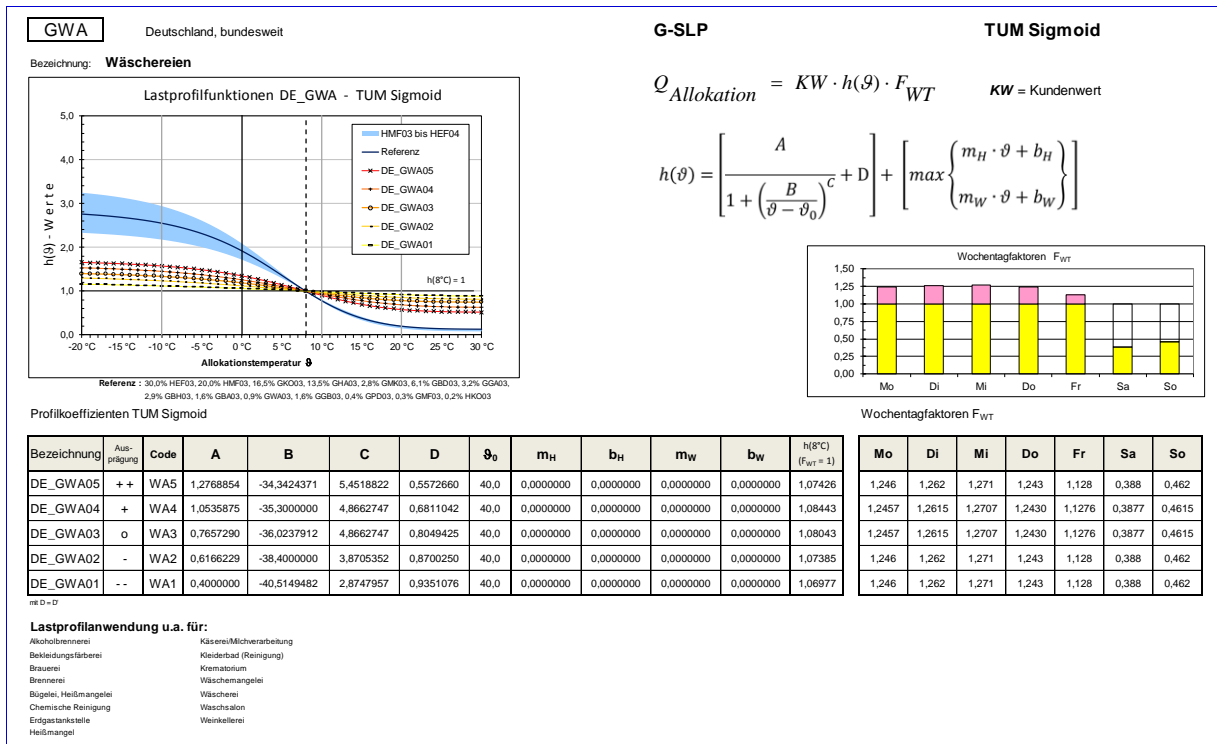 GWA Deutschland, bundesweit G-SLP TUM Sigmoid
Bezeichnung: Wäschereien
Lastprofilfunktionen DE_GWA - TUM Sigmoid
h(ϑ) - Werte
5,0
4,0
3,0
2,0
1,0
0,0
HMF03 bis HEF04
Referenz
DE_GWA05
DE_GWA04
DE_GWA03
DE_GWA02
DE_GWA01
h(8°C) = 1
-20 °C -15 °C -10 °C -5 °C 0 °C 5 °C 10 °C 15 °C 20 °C 25 °C 30 °C
Allokationstemperatur ϑ
Referenz : 30,0% HEF03, 20,0% HMF03, 16,5% GKO03, 13,5% GHA03, 2,8% GMK03, 6,1% GBD03, 3,2% GGA03,
2,9% GBH03, 1,6% GBA03, 0,9% GWA03, 1,6% GGB03, 0,4% GPD03, 0,3% GMF03, 0,2% HKO03
Q_Allokation = KW · h(ϑ) · F_WT KW = Kundenwert
h(ϑ) = [ A / (1 + (B / (ϑ − ϑ₀))^C) + D ] + [ max { m_H · ϑ + b_H ; m_W · ϑ + b_W } ]
Wochentagfaktoren F_WT
1,50
1,25
1,00
0,75
0,50
0,25
0,00
Mo Di Mi Do Fr Sa So
Profilkoeffizienten TUM Sigmoid
Bezeichnung Aus-prägung Code A B C D ϑ₀ m_H b_H m_W b_W h(8°C) (F_WT = 1)
DE_GWA05 + + WA5 1,2768854 -34,3424371 5,4518822 0,5572660 40,0 0,0000000 0,0000000 0,0000000 0,0000000 1,07426
DE_GWA04 + WA4 1,0535875 -35,3000000 4,8662747 0,6811042 40,0 0,0000000 0,0000000 0,0000000 0,0000000 1,08443
DE_GWA03 o WA3 0,7657290 -36,0237912 4,8662747 0,8049425 40,0 0,0000000 0,0000000 0,0000000 0,0000000 1,08043
DE_GWA02 - WA2 0,6166229 -38,4000000 3,8705352 0,8700250 40,0 0,0000000 0,0000000 0,0000000 0,0000000 1,07385
DE_GWA01 - - WA1 0,4000000 -40,5149482 2,8747957 0,9351076 40,0 0,0000000 0,0000000 0,0000000 0,0000000 1,06977
mit D = D'
Wochentagfaktoren F_WT
Mo Di Mi Do Fr Sa So
1,246 1,262 1,271 1,243 1,128 0,388 0,462
1,2457 1,2615 1,2707 1,2430 1,1276 0,3877 0,4615
1,2457 1,2615 1,2707 1,2430 1,1276 0,3877 0,4615
1,246 1,262 1,271 1,243 1,128 0,388 0,462
1,246 1,262 1,271 1,243 1,128 0,388 0,462
Lastprofilanwendung u.a. für:
Alkoholbrennerei
Bekleidungsfärberei
Brauerei
Brennerei
Bügelei, Heißmangelei
Chemische Reinigung
Erdgastankstelle
Heißmangel
Käserei/Milchverarbeitung
Kleiderbad (Reinigung)
Krematorium
Wäschemangelei
Wäscherei
Waschsalon
Weinkellerei